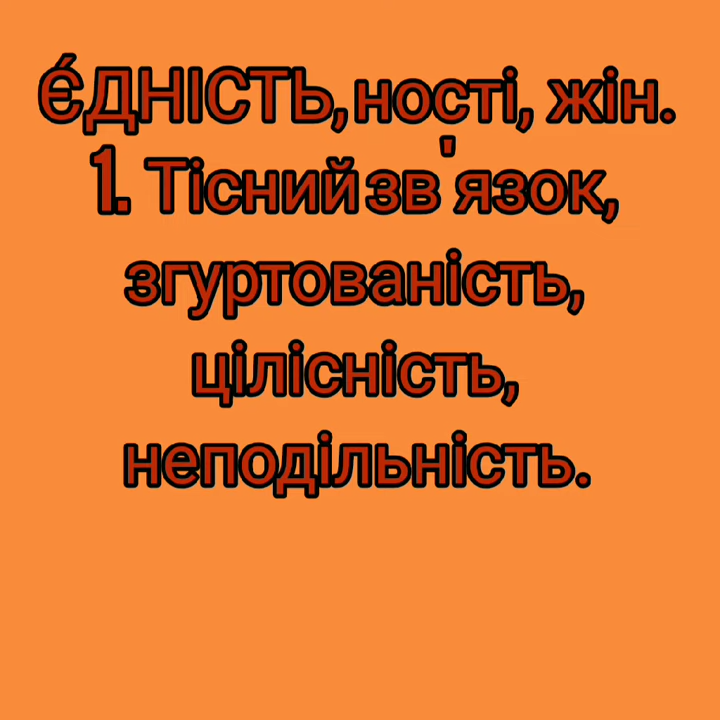 Є́ДНІСТЬ, ності, жін.
1. Тісний зв'язок,
згуртованість,
цілісність,
неподільність.